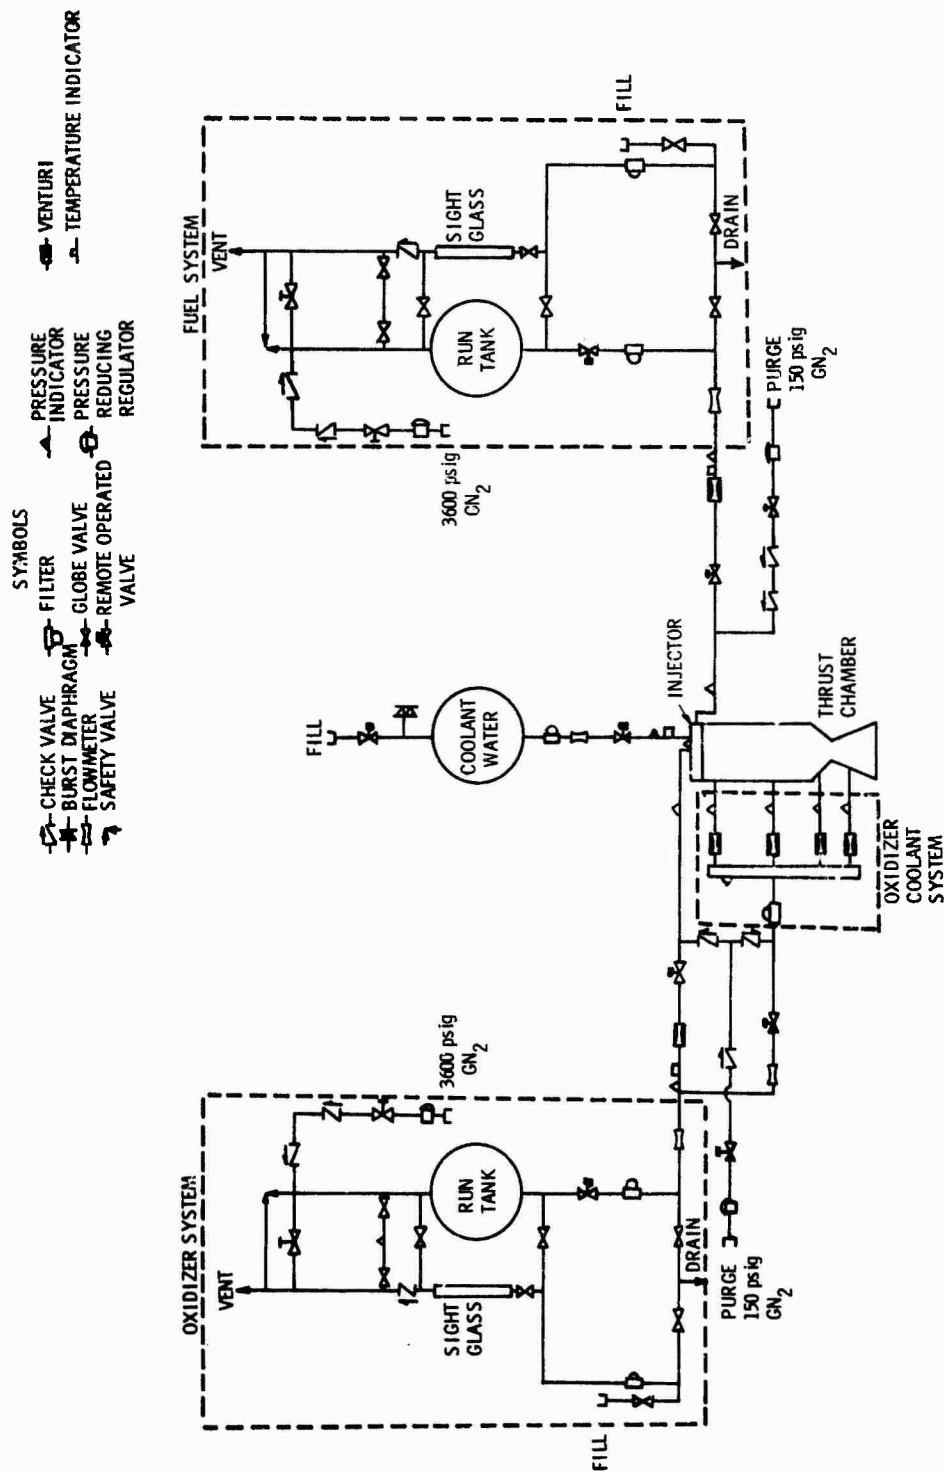 SYMBOLS
CHECK VALVE
BURST DIAPHRAGM
FLOWMETER
SAFETY VALVE
FILTER
GLOBE VALVE
REMOTE OPERATED
VALVE
PRESSURE
INDICATOR
PRESSURE
REDUCING
REGULATOR
VENTURI
TEMPERATURE INDICATOR
OXIDIZER SYSTEM
VENT
RUN
TANK
SIGHT
GLASS
3600 psig
GN2
FILL
DRAIN
PURGE
150 psig
GN2
FILL
COOLANT
WATER
INJECTOR
THRUST
CHAMBER
OXIDIZER
COOLANT
SYSTEM
FUEL SYSTEM
VENT
RUN
TANK
SIGHT
GLASS
3600 psig
GN2
FILL
DRAIN
PURGE
150 psig
GN2